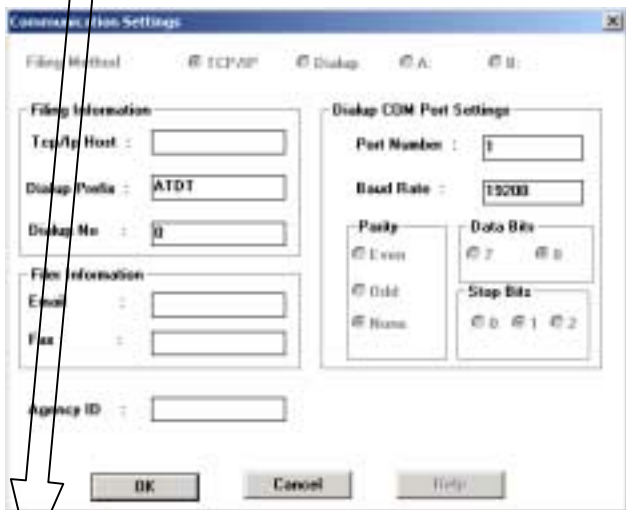 Communication Settings
Filing Method TCP/IP Dialup A: B:
Filing Information
Tcp/Ip Host :
Dialup Prefix : ATDT
Dialup No : 0
Filer Information
Email :
Fax :
Agency ID :
Dialup COM Port Settings
Port Number : 1
Baud Rate : 19200
Parity
Even
Odd
None
Data Bits
7 8
Stop Bits
0 1 2
OK Cancel Help